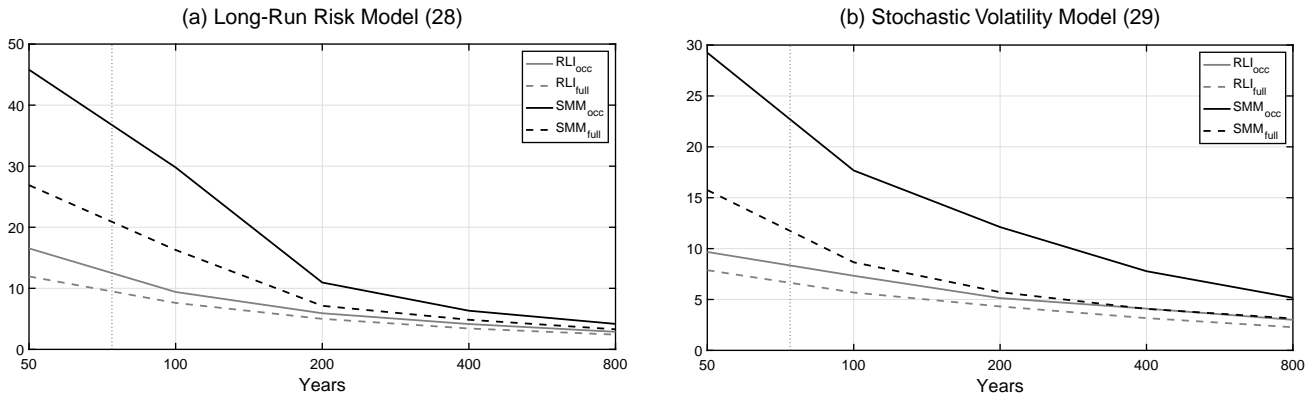 (a) Long-Run Risk Model (28)
50
40
30
20
10
0
50 100 200 400 800
Years
RLI_occ
RLI_full
SMM_occ
SMM_full
(b) Stochastic Volatility Model (29)
30
25
20
15
10
5
0
50 100 200 400 800
Years
RLI_occ
RLI_full
SMM_occ
SMM_full